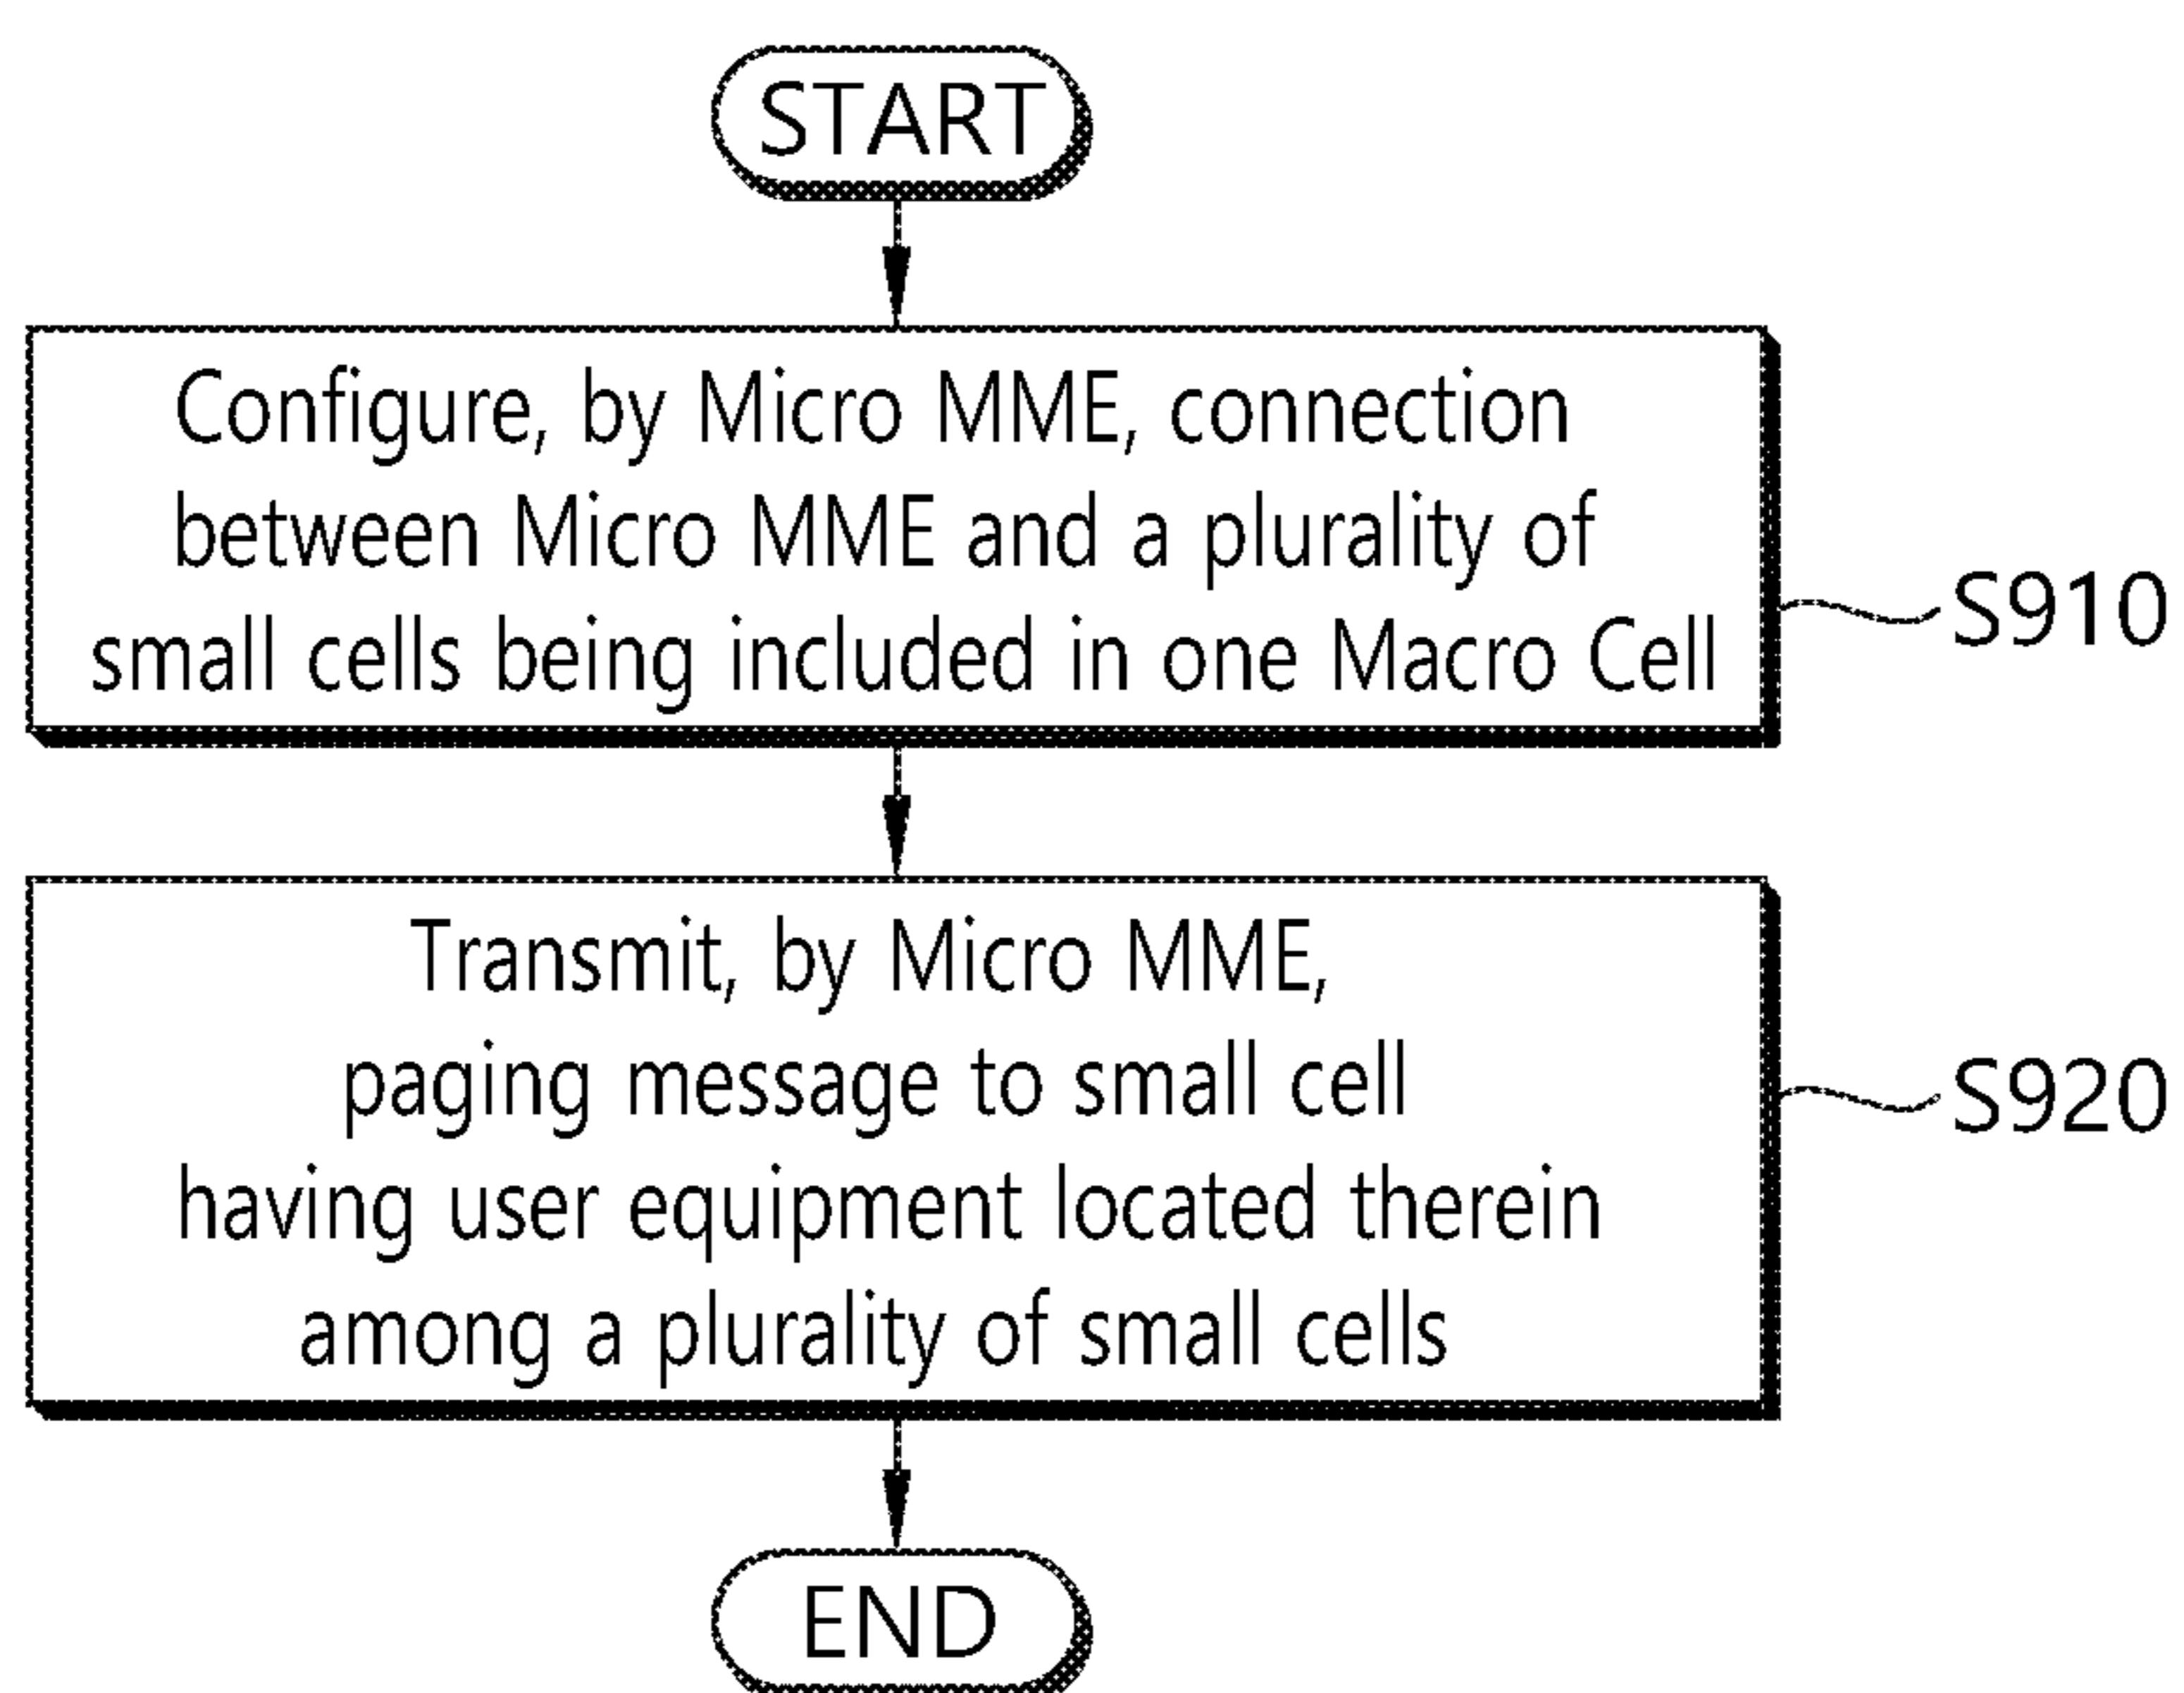 START
Configure, by Micro MME, connection
between Micro MME and a plurality of
small cells being included in one Macro Cell
S910
Transmit, by Micro MME,
paging message to small cell
having user equipment located therein
among a plurality of small cells
S920
END